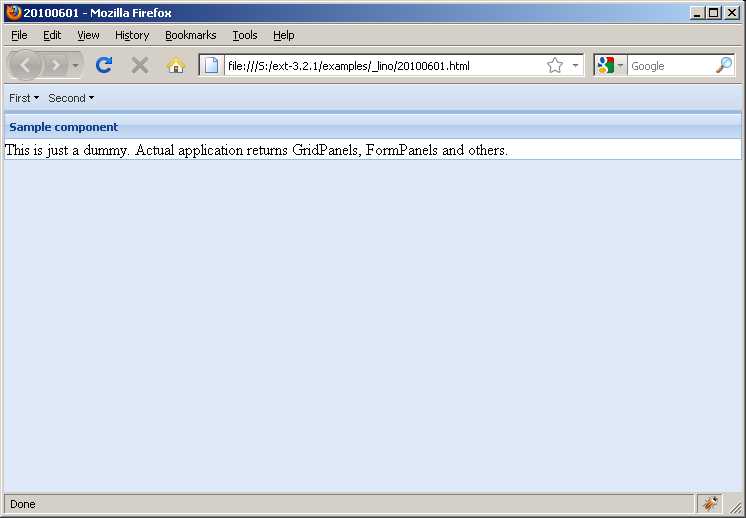 20100601 - Mozilla Firefox
File Edit View History Bookmarks Tools Help
file:///S:/ext-3.2.1/examples/_lino/20100601.html Google
First Second
Sample component
This is just a dummy. Actual application returns GridPanels, FormPanels and others.
Done